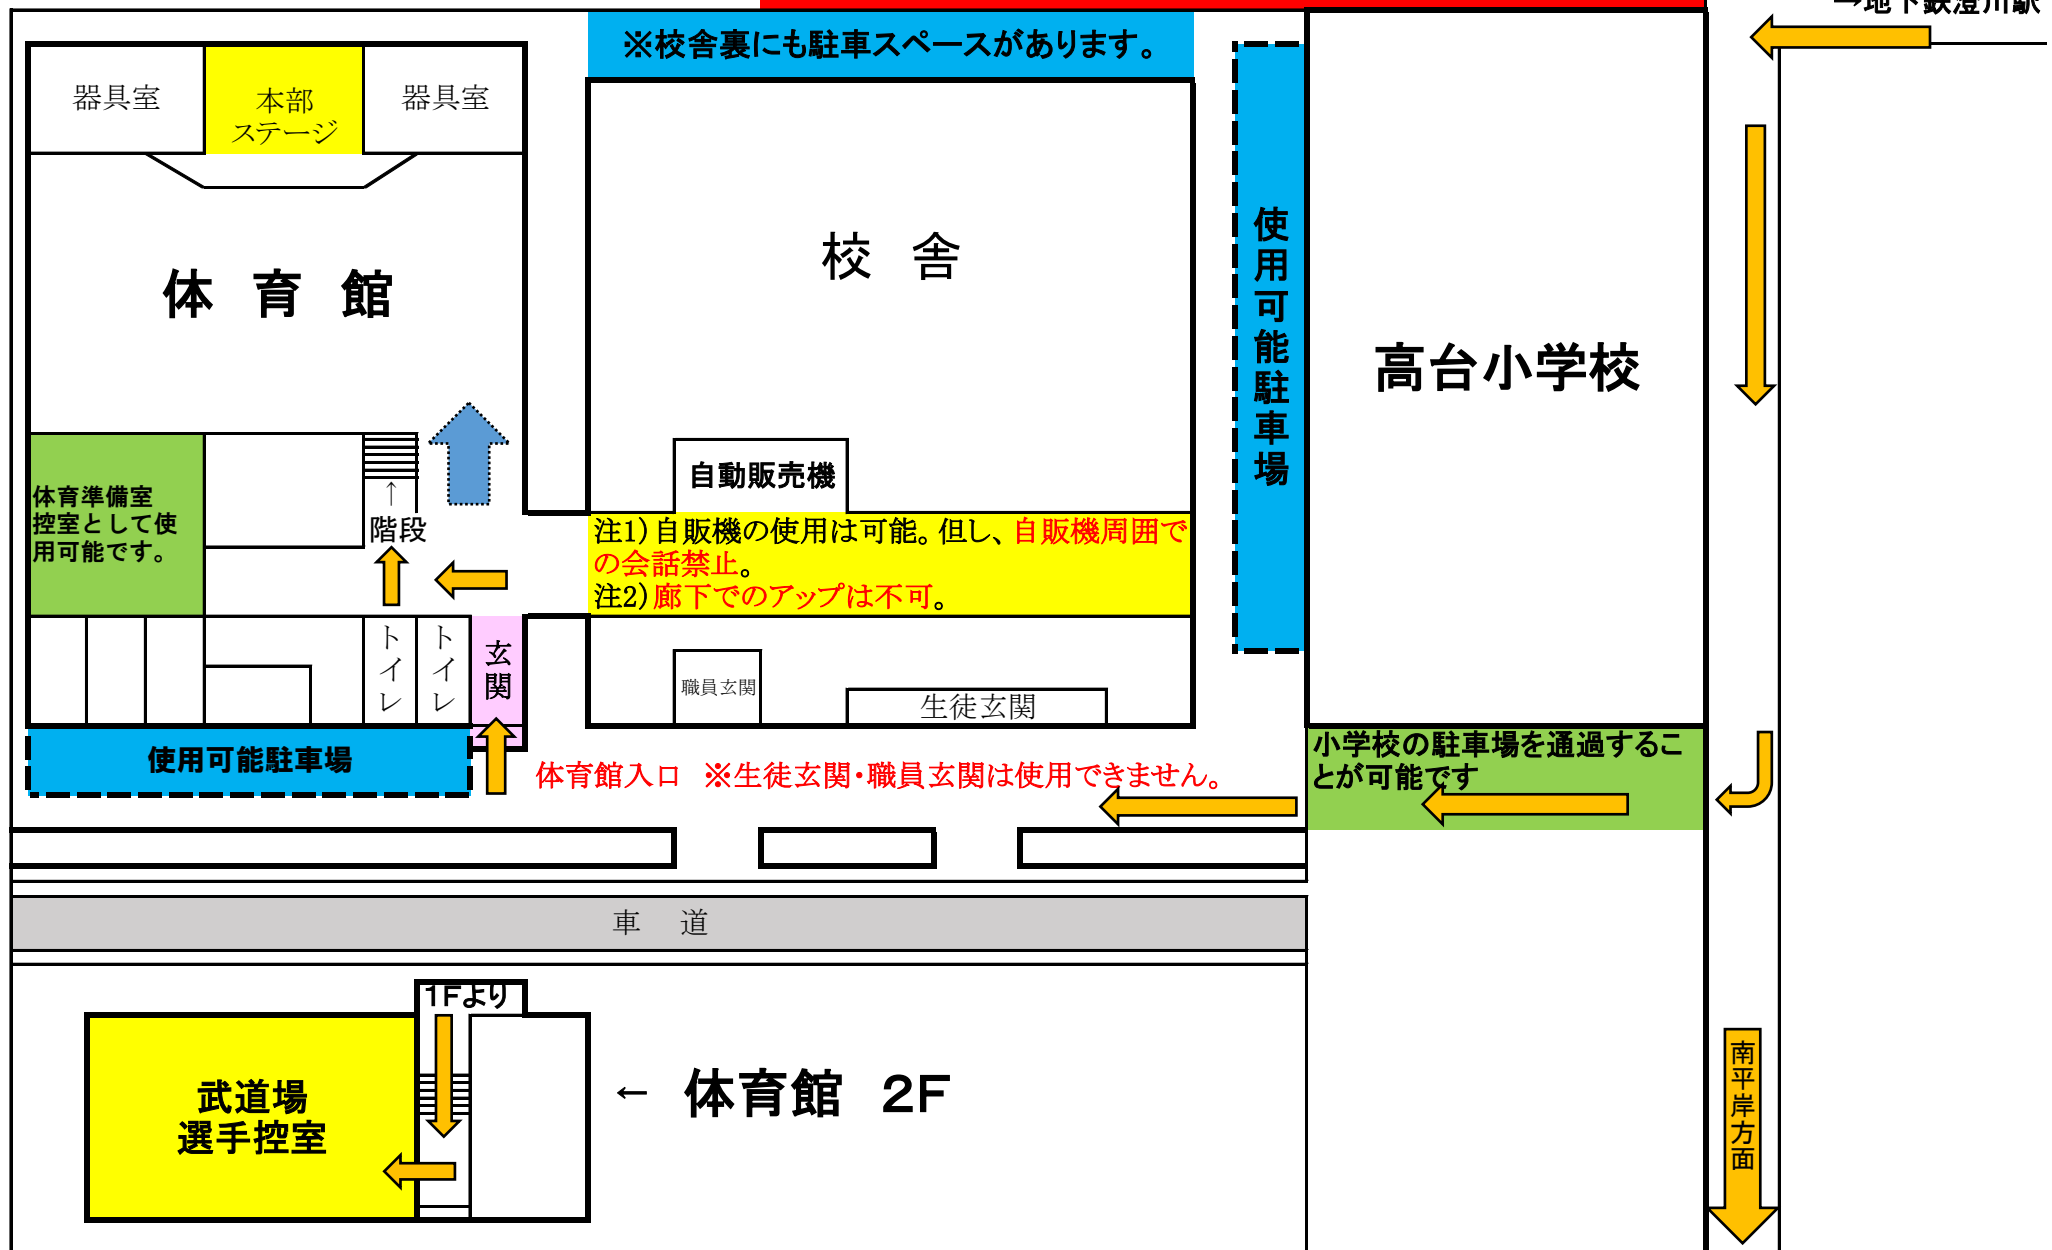 →地下鉄澄川駅
※校舎裏にも駐車スペースがあります。
器具室
本部
ステージ
器具室
体 育 館
校 舎
使用可能駐車場
高台小学校
自動販売機
体育準備室
控室として使
用可能です。
↑
階段
注1)自販機の使用は可能。但し、自販機周囲で
の会話禁止。
注2)廊下でのアップは不可。
トイレ
トイレ
玄関
職員玄関
生徒玄関
使用可能駐車場
体育館入口 ※生徒玄関・職員玄関は使用できません。
小学校の駐車場を通過するこ
とが可能です
車 道
1Fより
武道場
選手控室
← 体育館 2F
南平岸方面